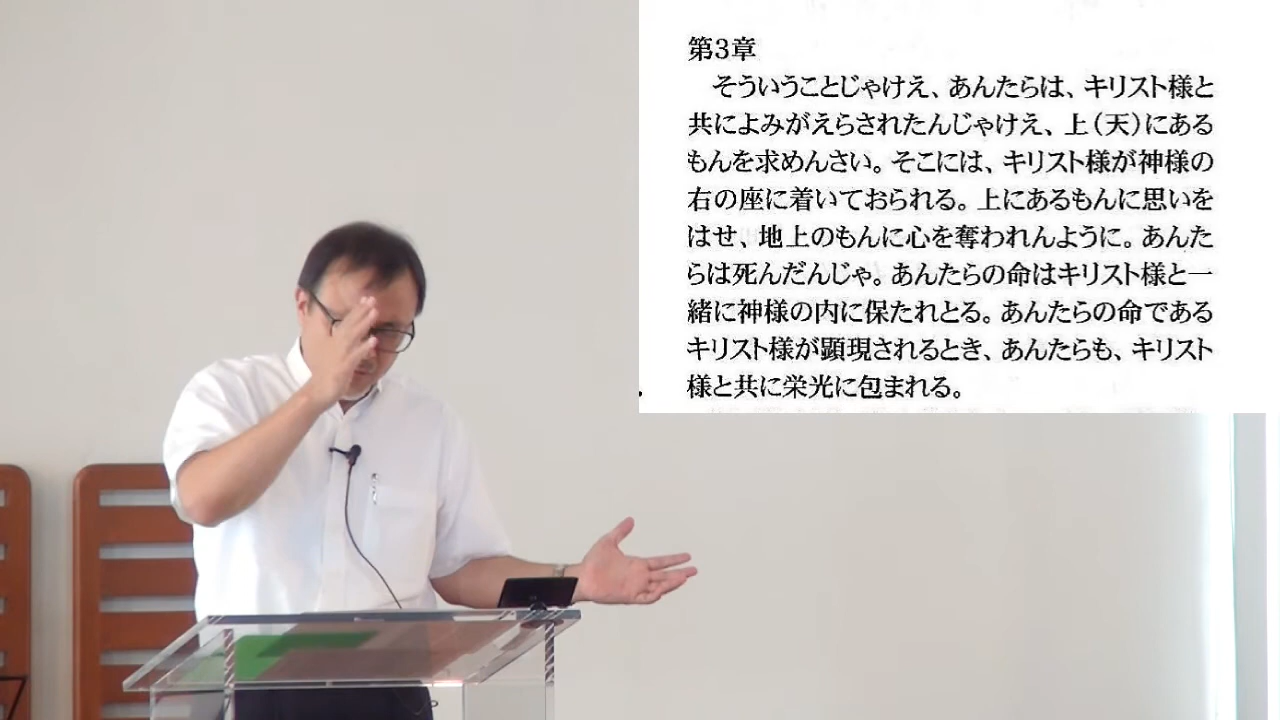 第3章
そういうことじゃけえ、あんたらは、キリスト様と
共によみがえらされたんじゃけえ、上(天)にある
もんを求めんさい。そこには、キリスト様が神様の
右の座に着いておられる。上にあるもんに思いを
はせ、地上のもんに心を奪われんように。あんた
らは死んだんじゃ。あんたらの命はキリスト様と一
緒に神様の内に保たれとる。あんたらの命である
キリスト様が顕現されるとき、あんたらも、キリスト
様と共に栄光に包まれる。